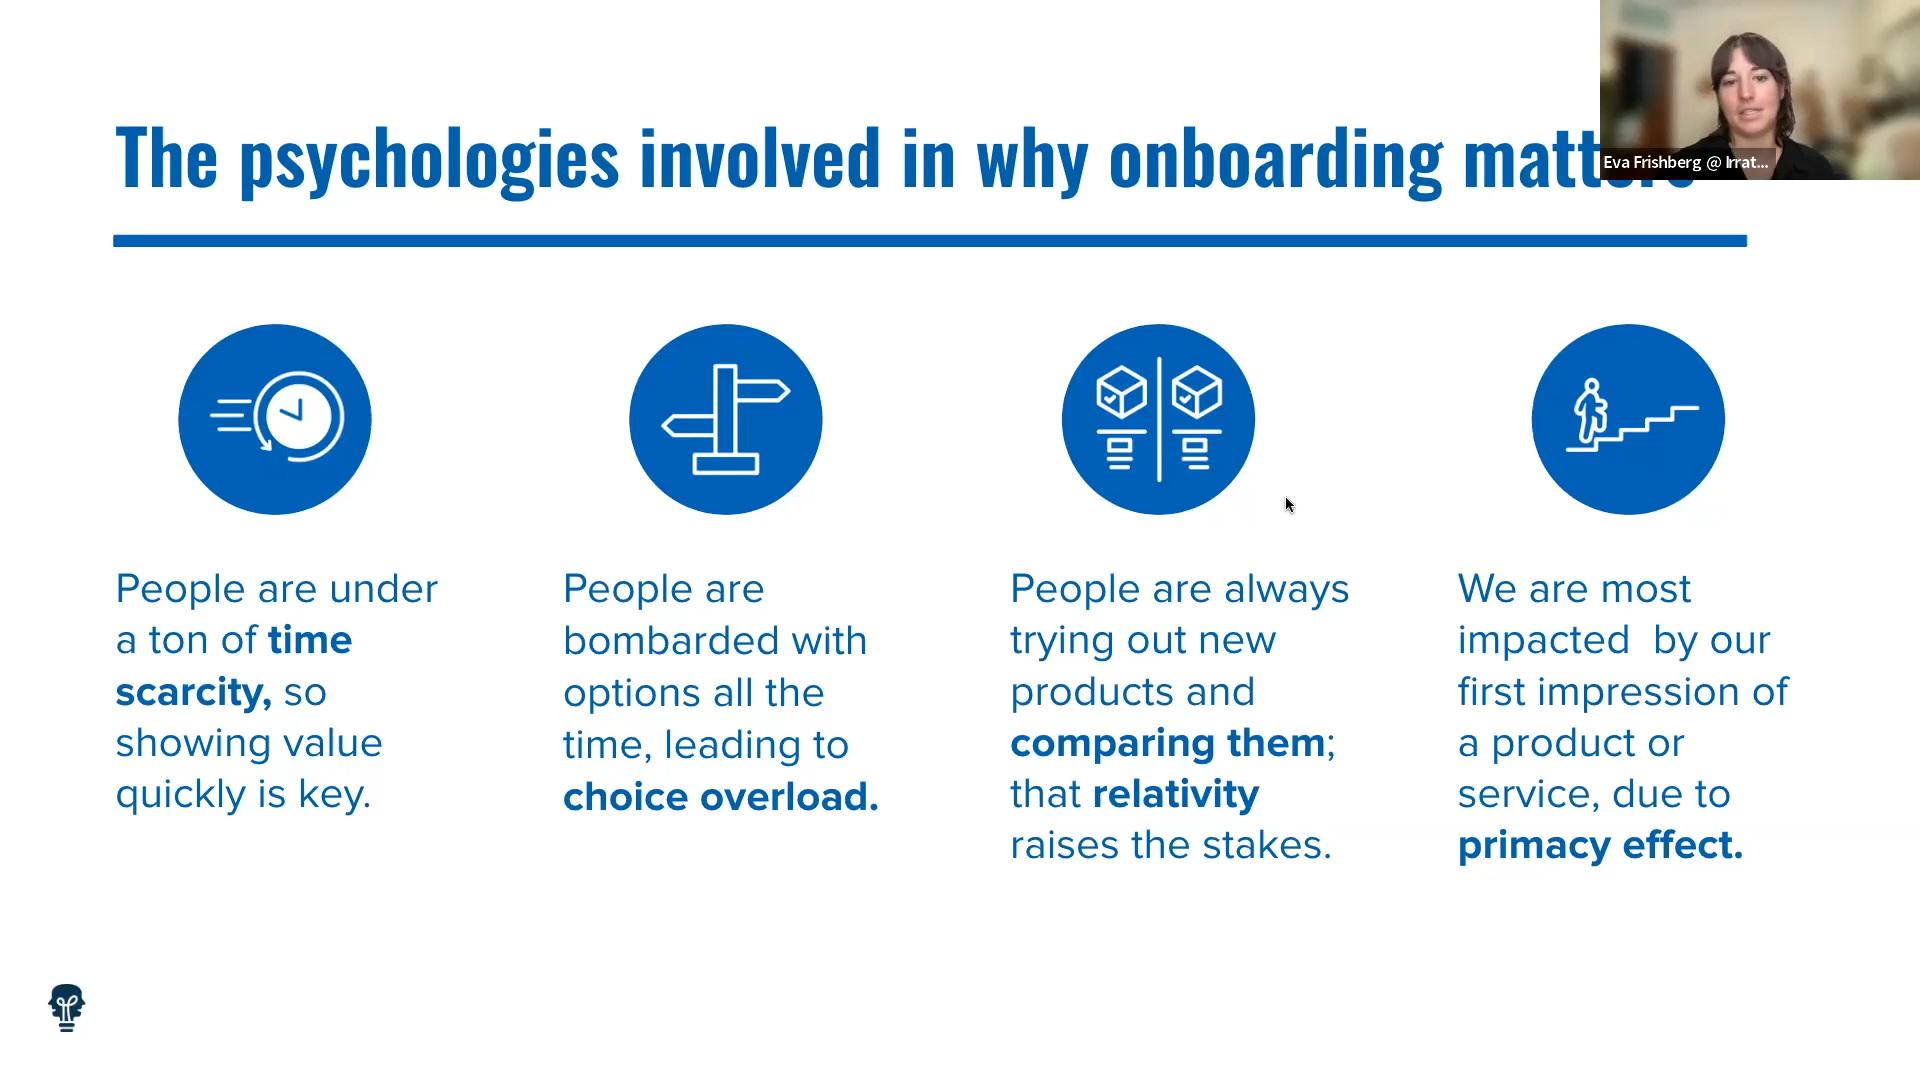 The psychologies involved in why onboarding matters
Eva Frishberg @ Irrat...
People are under
a ton of time
scarcity, so
showing value
quickly is key.
People are
bombarded with
options all the
time, leading to
choice overload.
People are always
trying out new
products and
comparing them;
that relativity
raises the stakes.
We are most
impacted  by our
first impression of
a product or
service, due to
primacy effect.